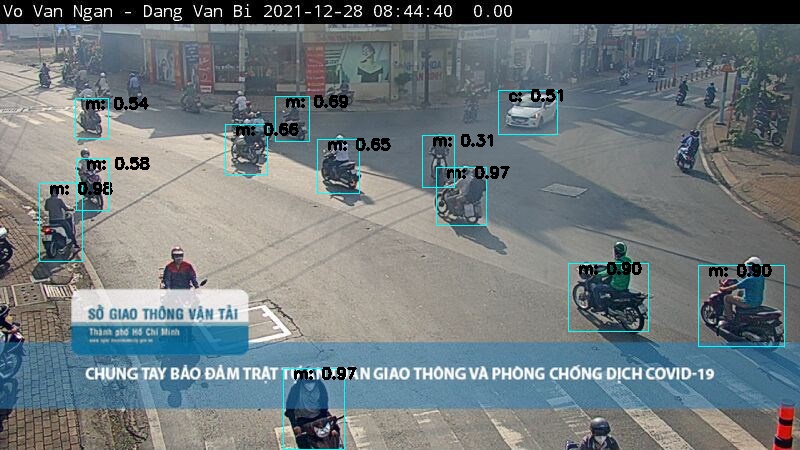 Vo Van Ngan - Dang Van Bi 2021-12-28 08:44:40 0.00
c: 0.51
m: 0.54
m: 0.69
m: 0.66
m: 0.65
m: 0.31
m: 0.58
m: 0.97
m: 0.98
m: 0.90
m: 0.90
SỞ GIAO THÔNG VẬN TẢI
Thành phố Hồ Chí Minh
m: 0.97
CHUNG TAY BẢO ĐẢM TRẬT T AN GIAO THÔNG VÀ PHÒNG CHỐNG DỊCH COVID-19